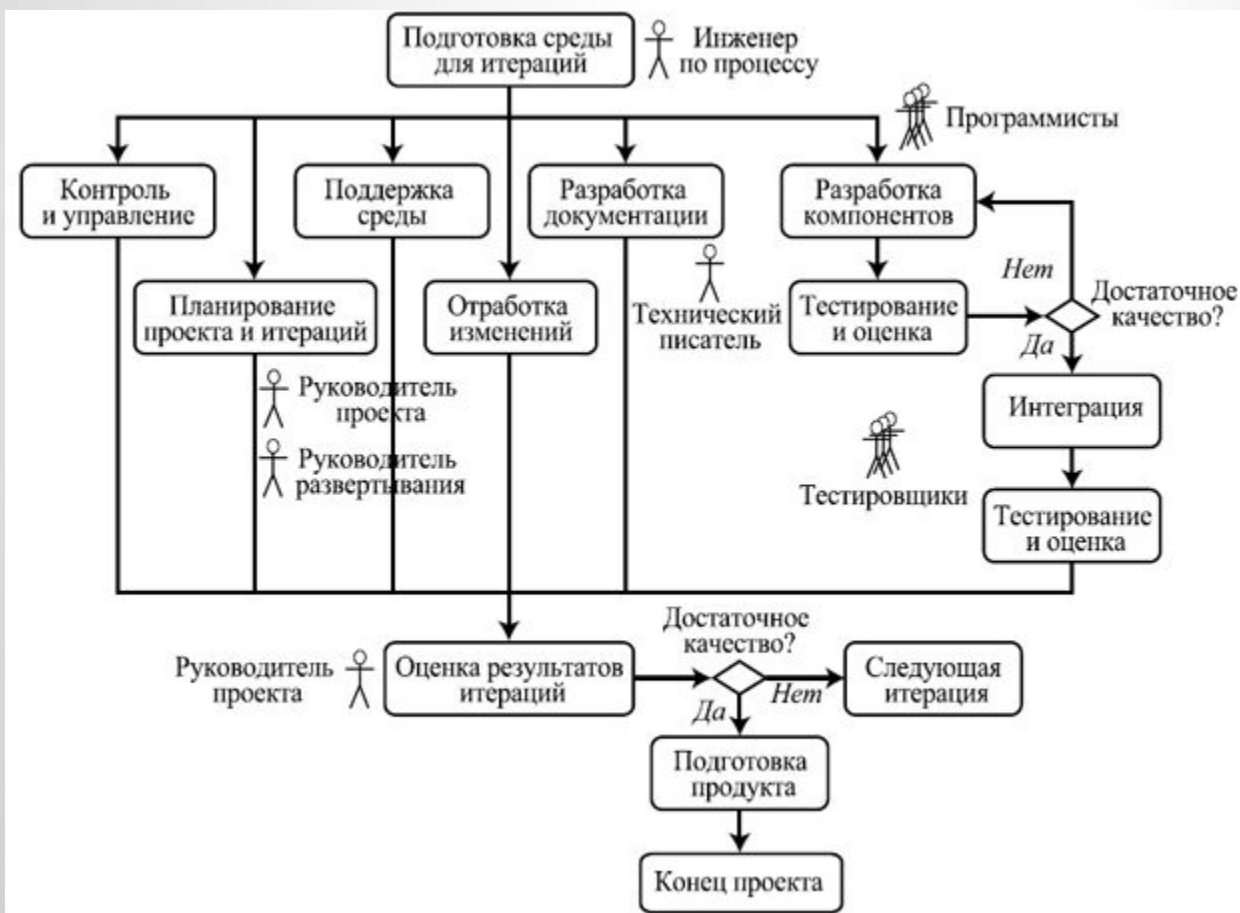 Подготовка среды
для итераций
Инженер
по процессу
Программисты
Контроль
и управление
Поддержка
среды
Разработка
документации
Разработка
компонентов
Планирование
проекта и итераций
Отработка
изменений
Технический
писатель
Тестирование
и оценка
Нет
Достаточное
качество?
Да
Руководитель
проекта
Руководитель
развертывания
Интеграция
Тестировщики
Тестирование
и оценка
Руководитель
проекта
Оценка результатов
итераций
Достаточное
качество?
Нет
Да
Следующая
итерация
Подготовка
продукта
Конец проекта